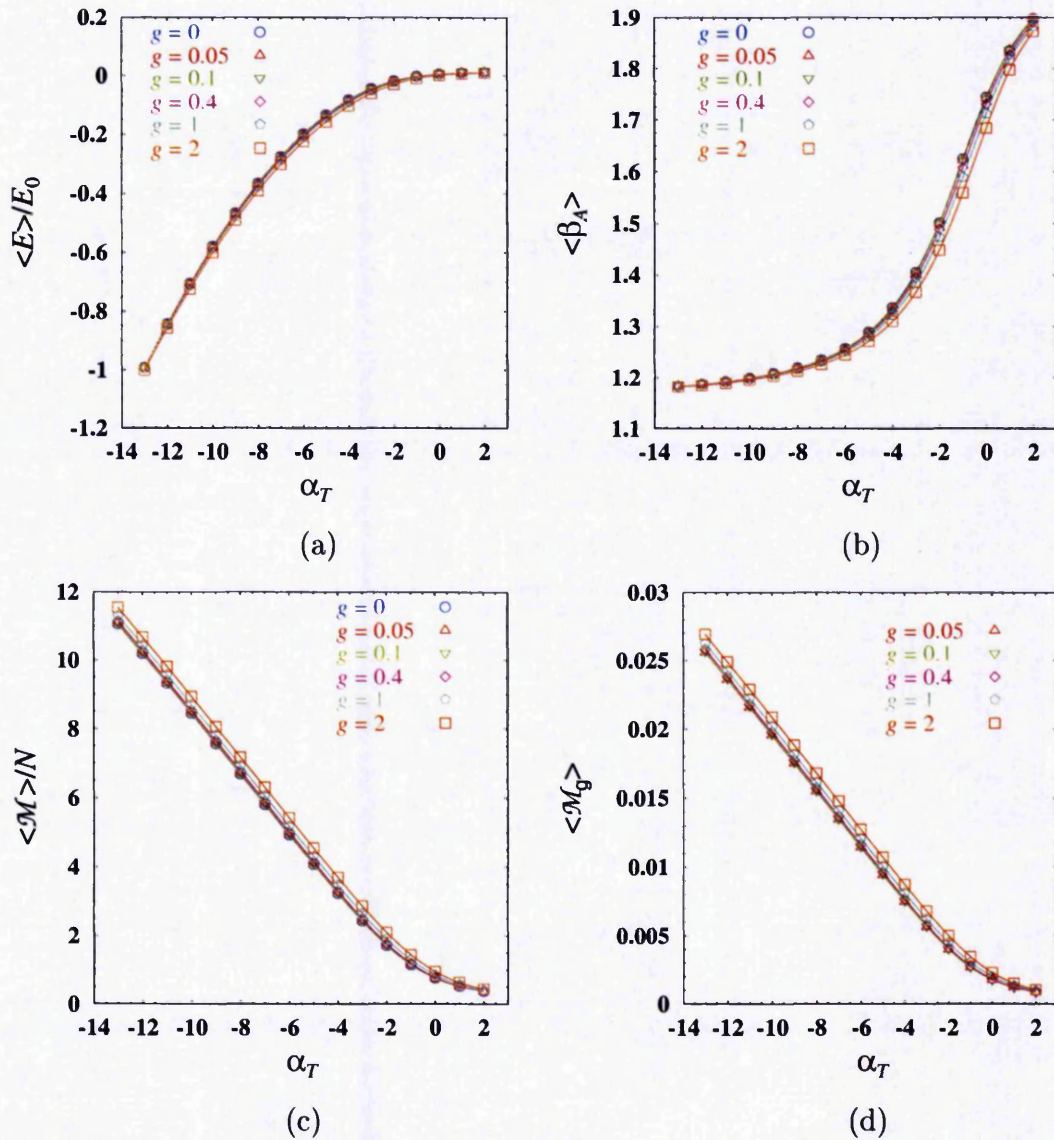 0.2
0
-0.2
-0.4
-0.6
-0.8
-1
-1.2
<E>/E0
g = 0
g = 0.05
g = 0.1
g = 0.4
g = 1
g = 2
-14 -12 -10 -8 -6 -4 -2 0 2
αT
(a)
1.9
1.8
1.7
1.6
1.5
1.4
1.3
1.2
1.1
<βA>
g = 0
g = 0.05
g = 0.1
g = 0.4
g = 1
g = 2
-14 -12 -10 -8 -6 -4 -2 0 2
αT
(b)
12
10
8
6
4
2
0
<M>/N
g = 0
g = 0.05
g = 0.1
g = 0.4
g = 1
g = 2
-14 -12 -10 -8 -6 -4 -2 0 2
αT
(c)
0.03
0.025
0.02
0.015
0.01
0.005
0
<Mg>
g = 0.05
g = 0.1
g = 0.4
g = 1
g = 2
-14 -12 -10 -8 -6 -4 -2 0 2
αT
(d)